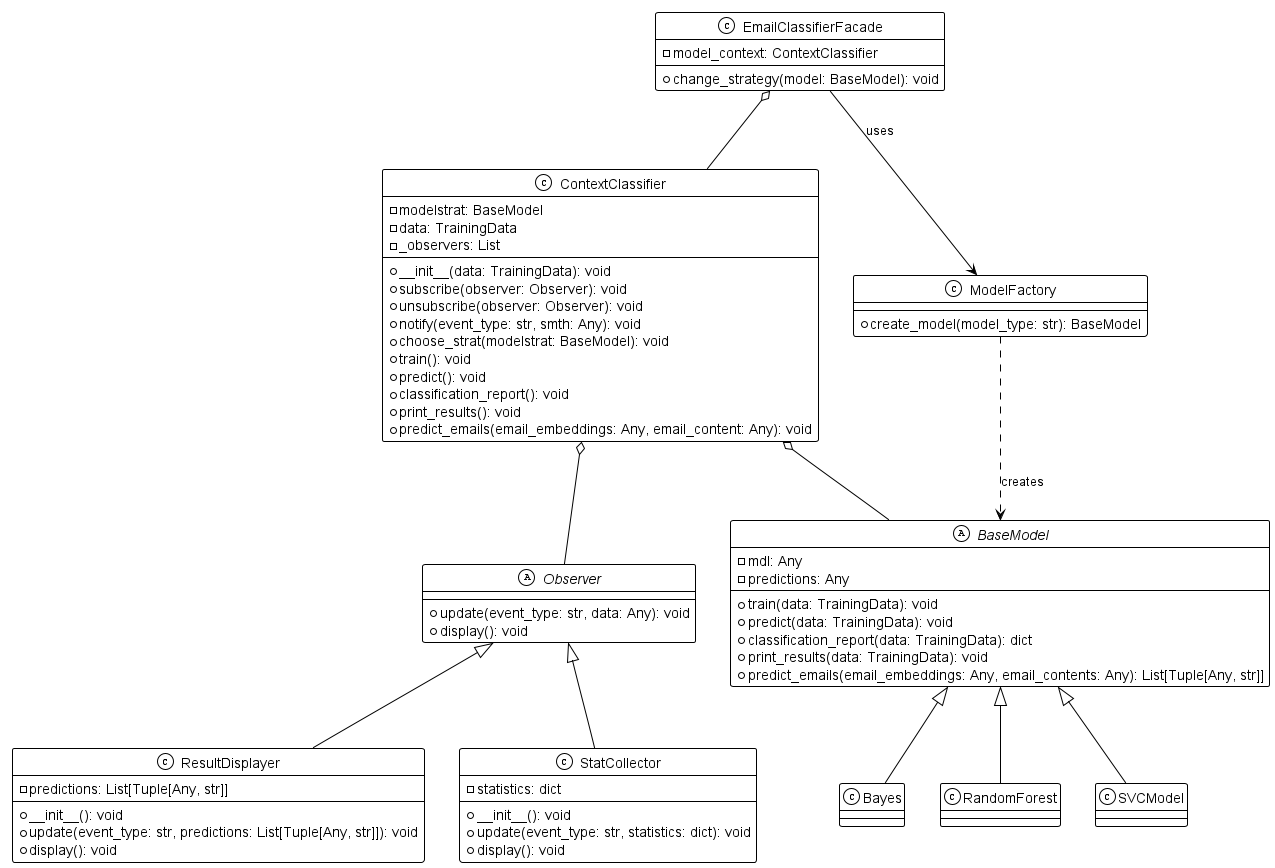 C EmailClassifierFacade
model_context: ContextClassifier
change_strategy(model: BaseModel): void
uses
C ContextClassifier
modelstrat: BaseModel
data: TrainingData
_observers: List
__init__(data: TrainingData): void
subscribe(observer: Observer): void
unsubscribe(observer: Observer): void
notify(event_type: str, smth: Any): void
choose_strat(modelstrat: BaseModel): void
train(): void
predict(): void
classification_report(): void
print_results(): void
predict_emails(email_embeddings: Any, email_content: Any): void
C ModelFactory
create_model(model_type: str): BaseModel
creates
A Observer
update(event_type: str, data: Any): void
display(): void
A BaseModel
mdl: Any
predictions: Any
train(data: TrainingData): void
predict(data: TrainingData): void
classification_report(data: TrainingData): dict
print_results(data: TrainingData): void
predict_emails(email_embeddings: Any, email_contents: Any): List[Tuple[Any, str]]
C ResultDisplayer
predictions: List[Tuple[Any, str]]
__init__(): void
update(event_type: str, predictions: List[Tuple[Any, str]]): void
display(): void
C StatCollector
statistics: dict
__init__(): void
update(event_type: str, statistics: dict): void
display(): void
C Bayes
C RandomForest
C SVCModel